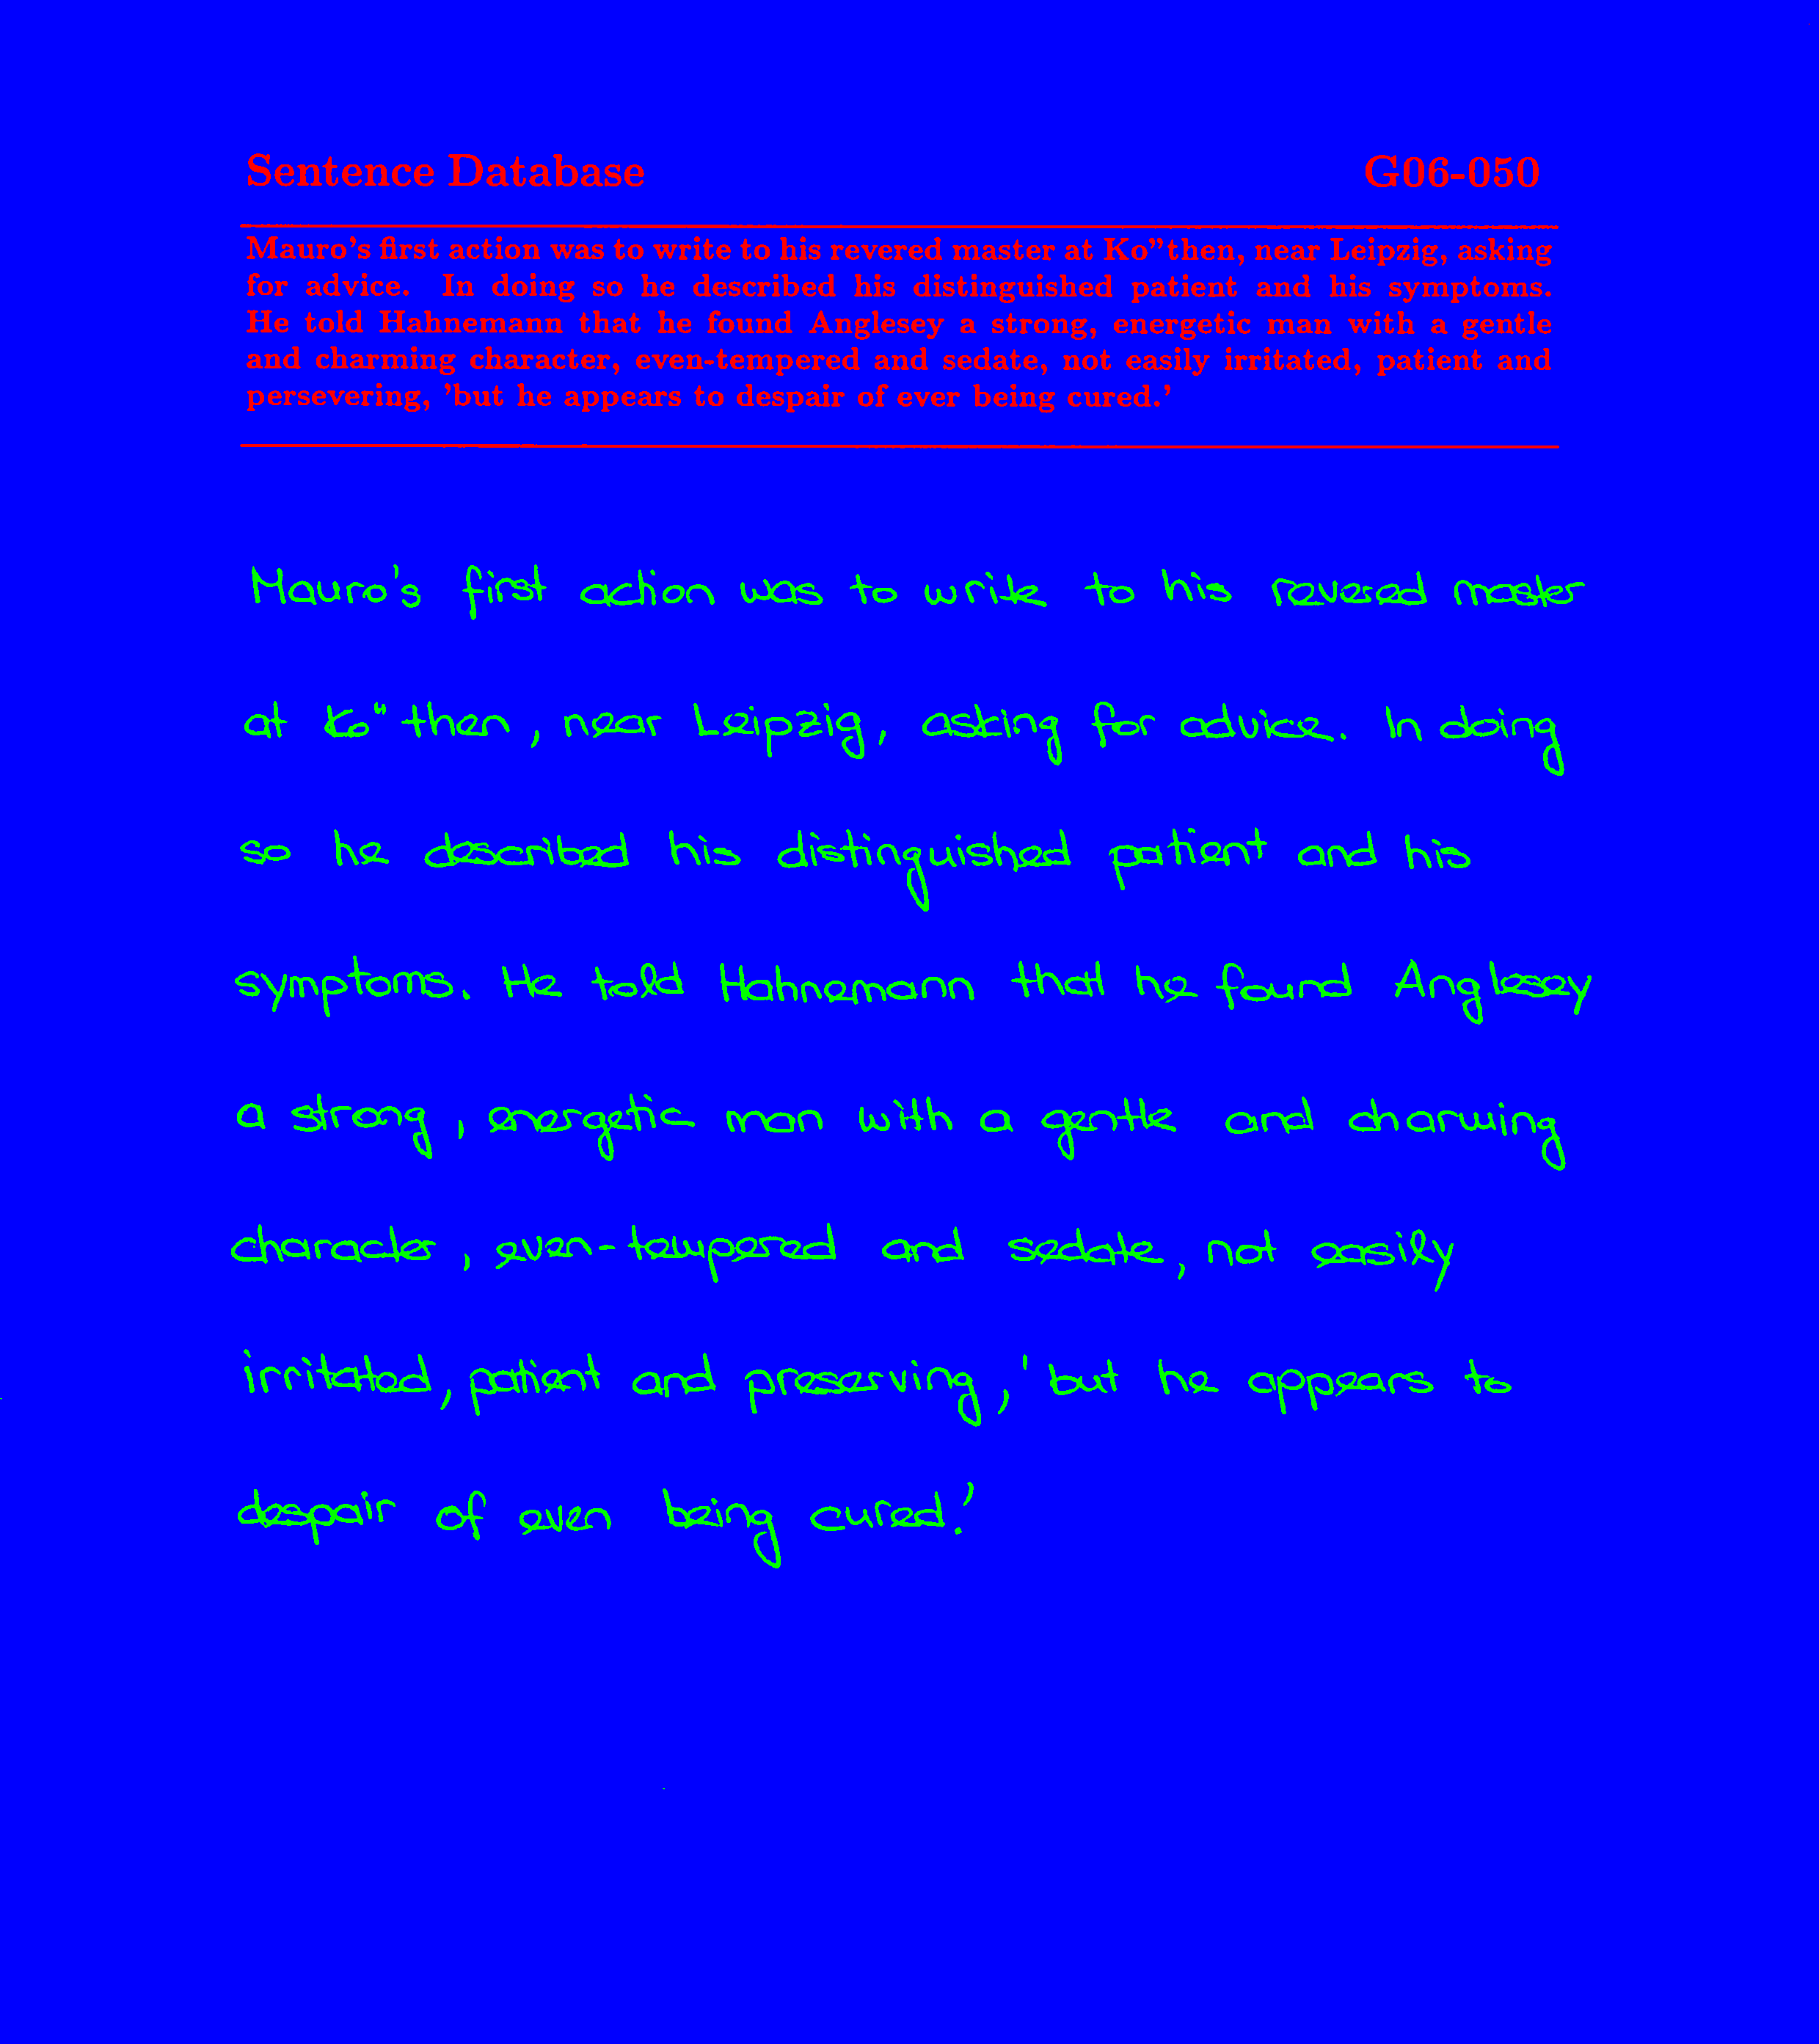 Sentence Database G06-050
Mauro's first action was to write to his revered master at Ko"then, near Leipzig, asking
for advice. In doing so he described his distinguished patient and his symptoms.
He told Hahnemann that he found Anglesey a strong, energetic man with a gentle
and charming character, even-tempered and sedate, not easily irritated, patient and
persevering, 'but he appears to despair of ever being cured.'
Mauro's first action was to write to his revered master
at Ko" then, near Leipzig, asking for advice. In doing
so he described his distinguished patient and his
symptoms. He told Hahnemann that he found Anglesey
a strong, energetic man with a gentle and charming
character, even-tempered and sedate, not easily
irritated, patient and preserving, 'but he appears to
despair of even being cured.'